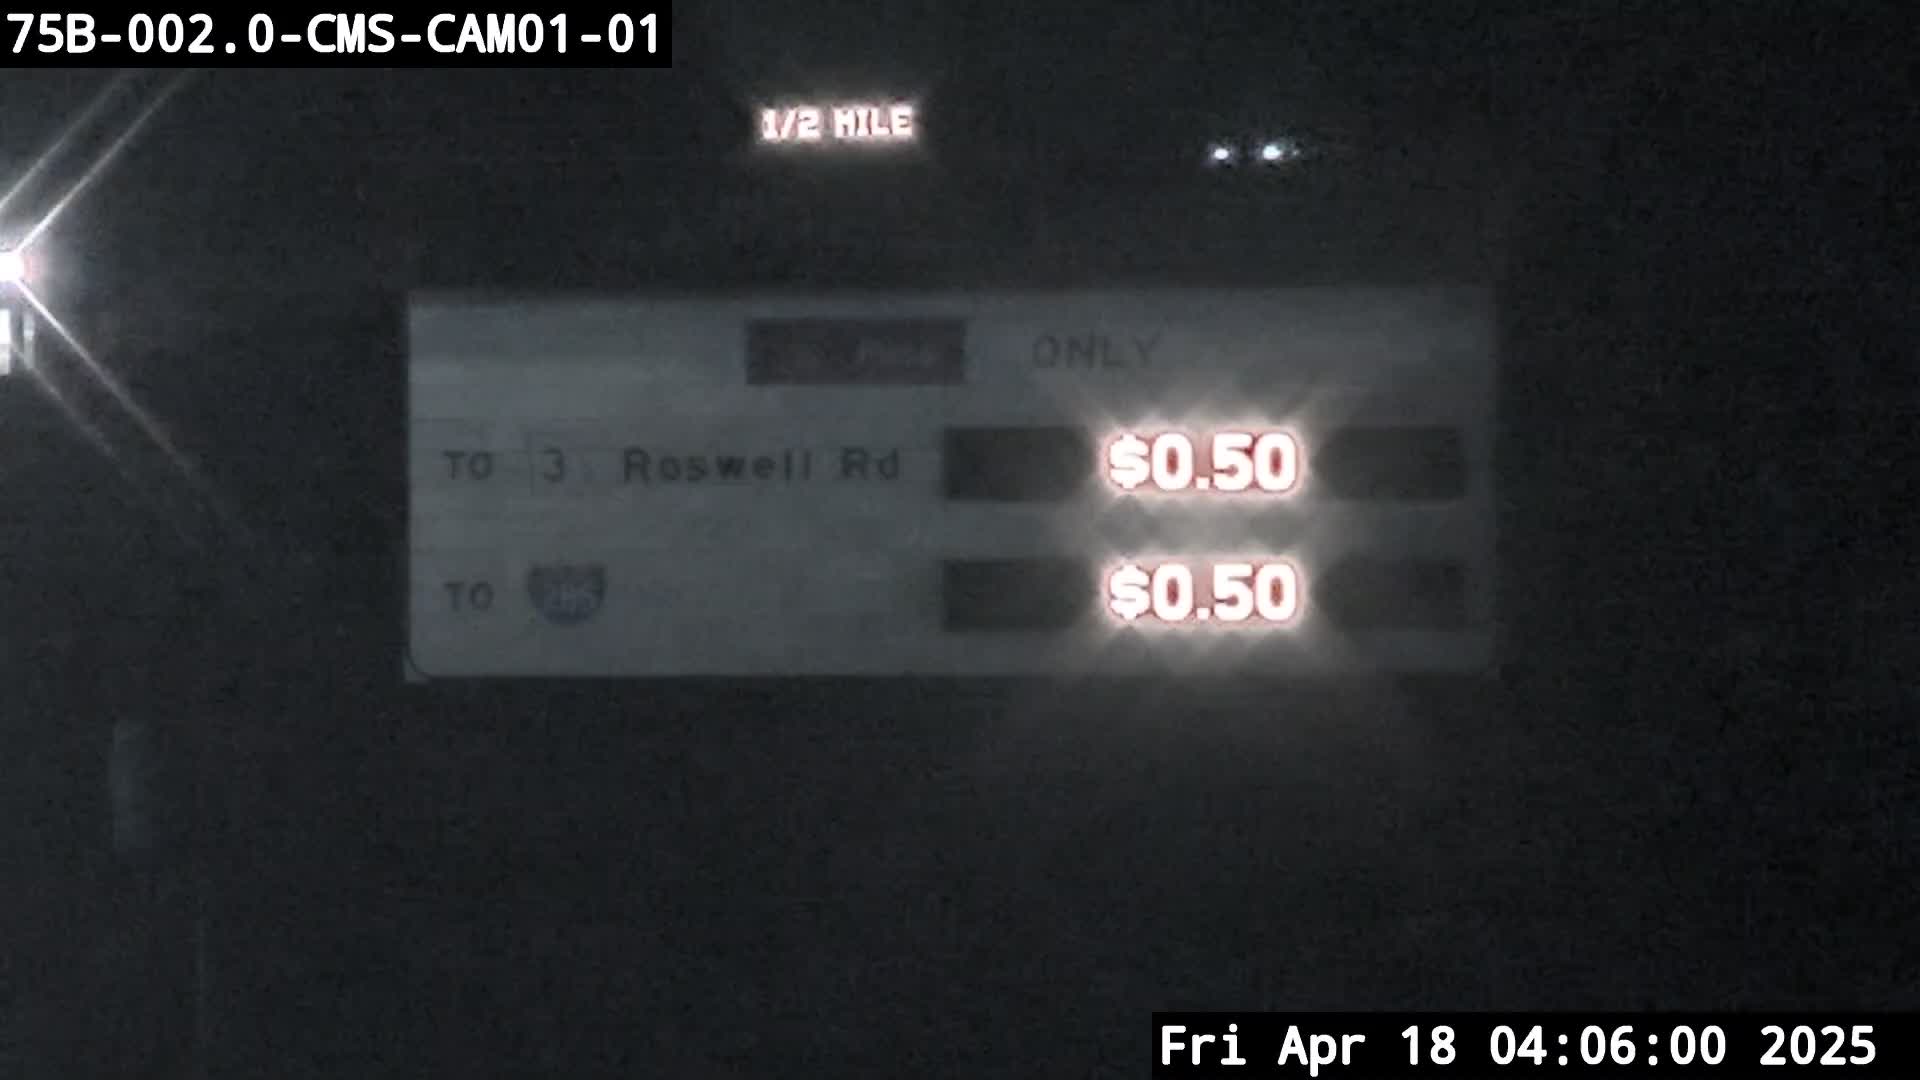 75B-002.0-CMS-CAM01-01
1/2 MILE
ONLY
TO 3 Roswell Rd $0.50
TO 285 $0.50
Fri Apr 18 04:06:00 2025